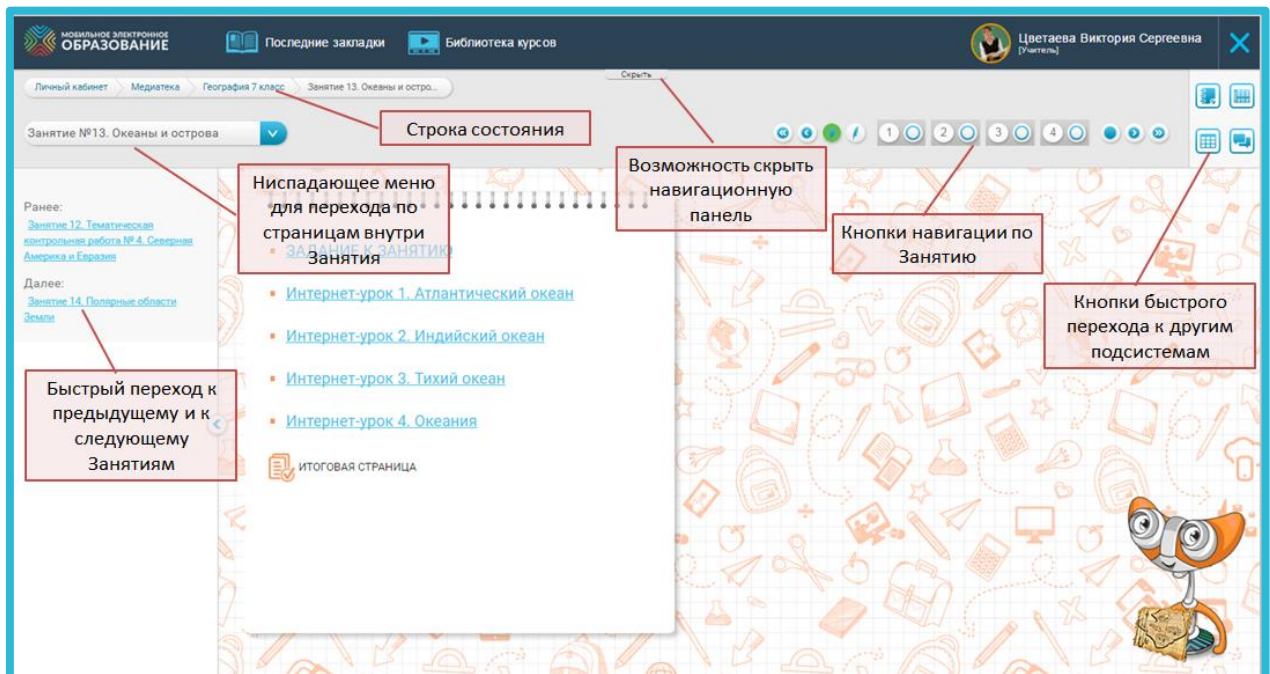 МОБИЛЬНОЕ ЭЛЕКТРОННОЕ
ОБРАЗОВАНИЕ
Последние закладки
Библиотека курсов
Цветаева Виктория Сергеевна
[Учитель]
Личный кабинет
Медиатека
География 7 класс
Занятие 13. Океаны и остро...
Скрыть
Занятие №13. Океаны и острова
1
2
3
4
Строка состояния
Возможность скрыть
навигационную
панель
Ниспадающее меню
для перехода по
страницам внутри
Занятия
Кнопки навигации по
Занятию
Кнопки быстрого
перехода к другим
подсистемам
Ранее:
Занятие 12. Тематическая
контрольная работа № 4. Северная
Америка и Евразия
Далее:
Занятие 14. Полярные области
Земли
Быстрый переход к
предыдущему и к
следующему
Занятиям
ЗАДАНИЕ К ЗАНЯТИЮ
Интернет-урок 1. Атлантический океан
Интернет-урок 2. Индийский океан
Интернет-урок 3. Тихий океан
Интернет-урок 4. Океания
ИТОГОВАЯ СТРАНИЦА